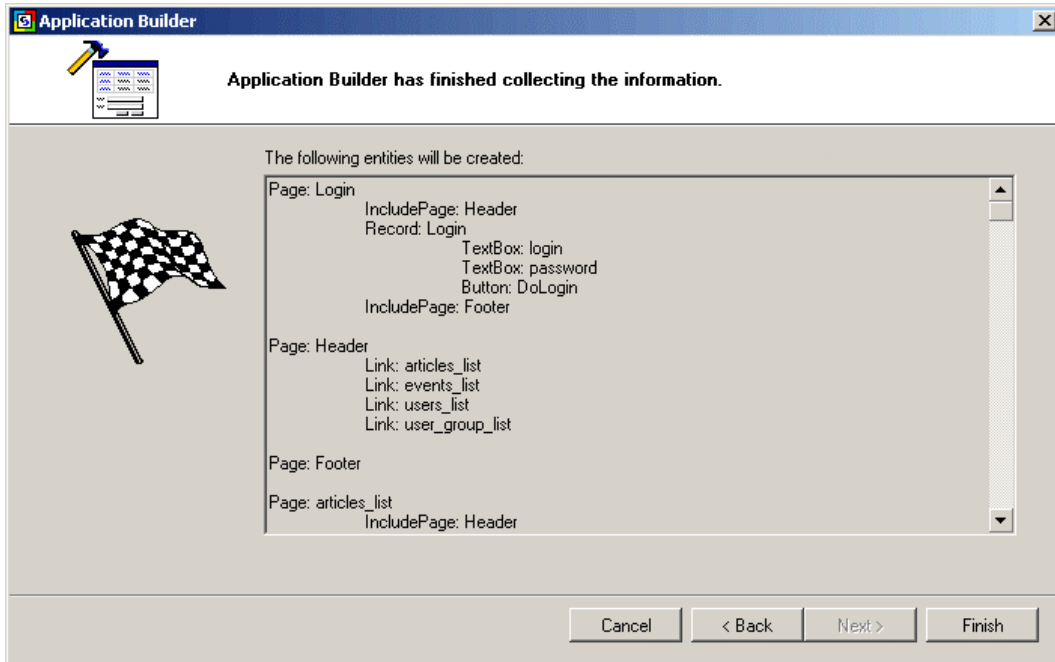 Application Builder
Application Builder has finished collecting the information.
The following entities will be created:
Page: Login
IncludePage: Header
Record: Login
TextBox: login
TextBox: password
Button: DoLogin
IncludePage: Footer
Page: Header
Link: articles_list
Link: events_list
Link: users_list
Link: user_group_list
Page: Footer
Page: articles_list
IncludePage: Header
Cancel
< Back
Next >
Finish